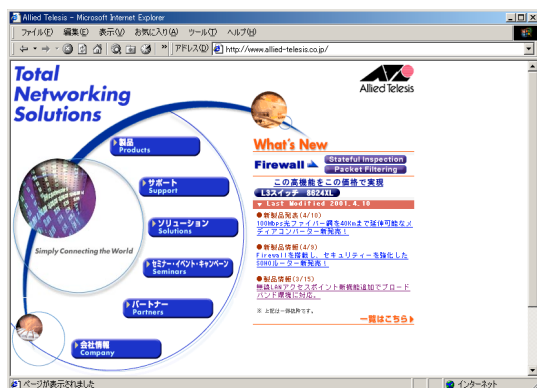 Allied Telesis - Microsoft Internet Explorer
ファイル(F) 編集(E) 表示(V) お気に入り(A) ツール(T) ヘルプ(H)
アドレス(D) http://www.allied-telesis.co.jp/
Total
Networking
Solutions
Allied Telesis
製品
Products
サポート
Support
ソリューション
Solutions
セミナー・イベント・キャンペーン
Seminars
パートナー
Partners
会社情報
Company
Simply Connecting the World
What's New
Firewall
Stateful Inspection
Packet Filtering
この高機能をこの価格で実現
L3スイッチ 8624XL
Last Modified 2001.4.10
●新製品発表(4/10)
100Mbps光ファイバー網を40Kmまで延伸可能なメ
ディアコンバーター新発売！
●新製品情報(4/9)
Firewallを搭載し、セキュリティーを強化した
SOHOルーター新発売！
●製品情報(3/15)
無線LANアクセスポイント新機能追加でブロード
バンド環境に対応。
※ 上記は一部抜粋です。
一覧はこちら
ページが表示されました
インターネット